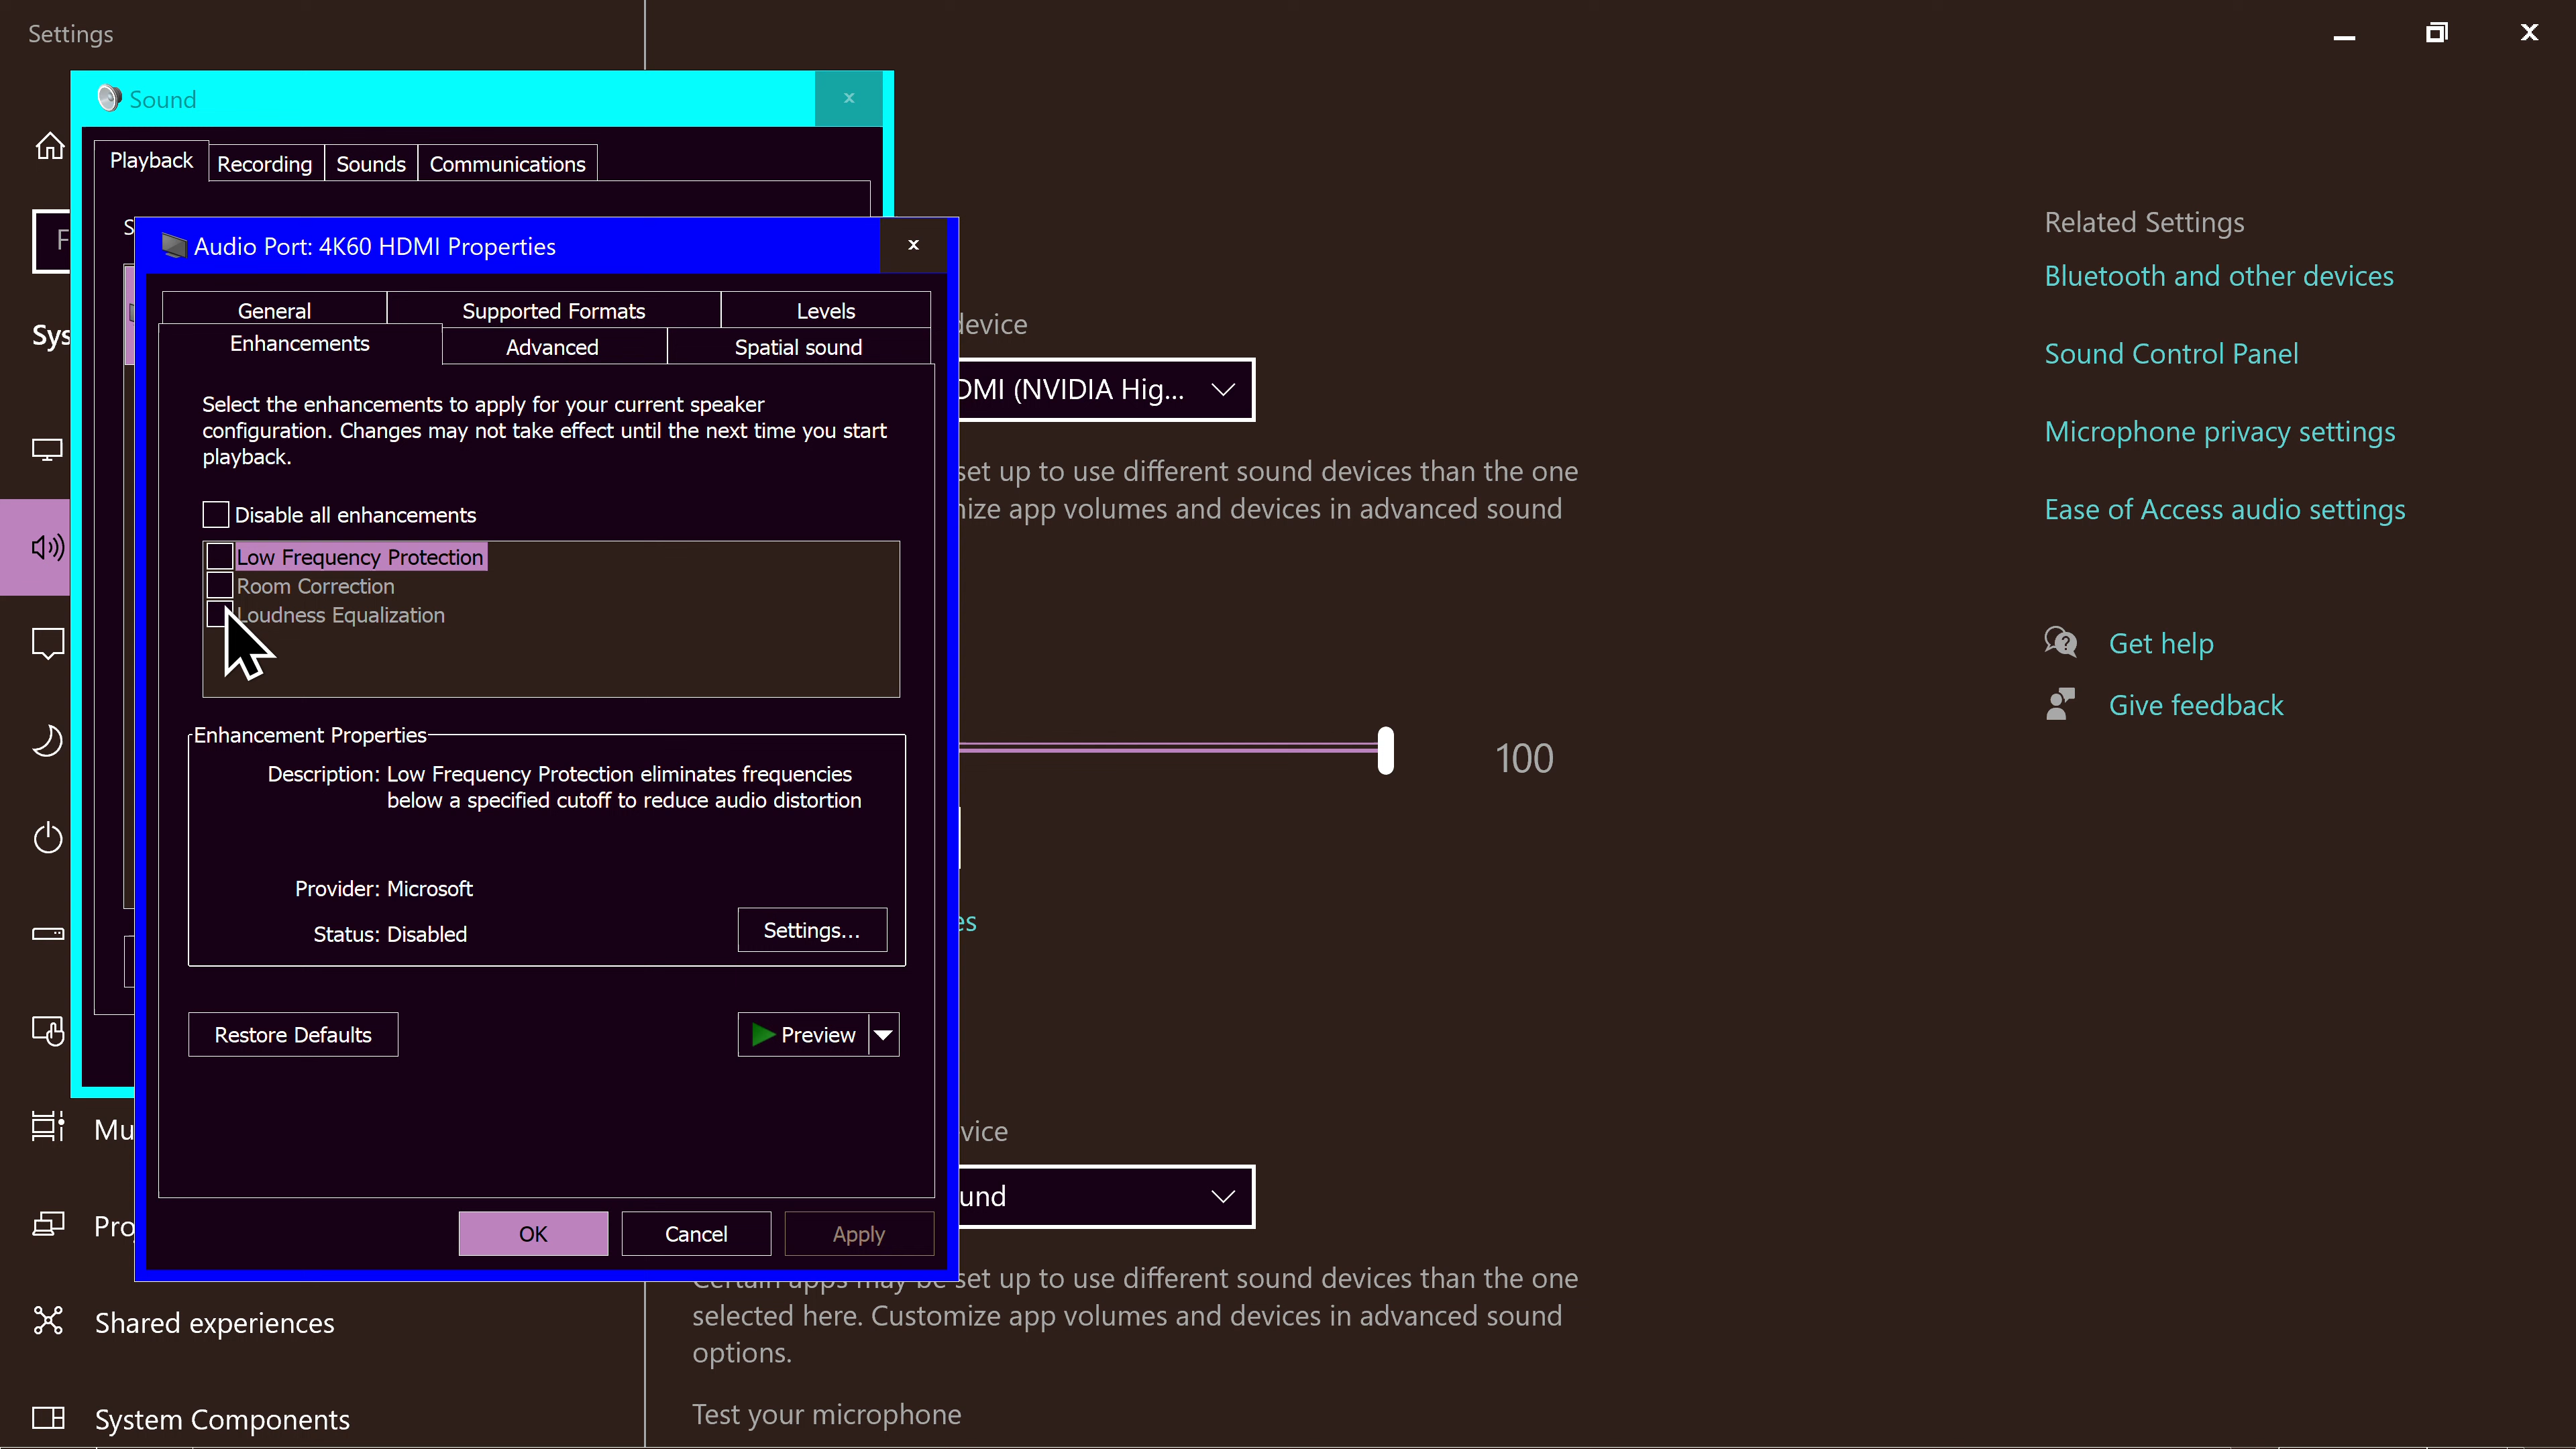 Settings
Sound
Playback
Recording
Sounds
Communications
Audio Port: 4K60 HDMI Properties
General
Supported Formats
Levels
Enhancements
Advanced
Spatial sound
Select the enhancements to apply for your current speaker
configuration. Changes may not take effect until the next time you start
playback.
Disable all enhancements
Low Frequency Protection
Room Correction
Loudness Equalization
Enhancement Properties
Description: Low Frequency Protection eliminates frequencies
below a specified cutoff to reduce audio distortion
Provider: Microsoft
Status: Disabled
Settings...
Restore Defaults
Preview
OK
Cancel
Apply
Sys
Mu
Shared experiences
System Components
device
DMI (NVIDIA Hig...
set up to use different sound devices than the one
app volumes and devices in advanced sound
100
Certain apps may be set up to use different sound devices than the one
selected here. Customize app volumes and devices in advanced sound
options.
Test your microphone
Related Settings
Bluetooth and other devices
Sound Control Panel
Microphone privacy settings
Ease of Access audio settings
Get help
Give feedback